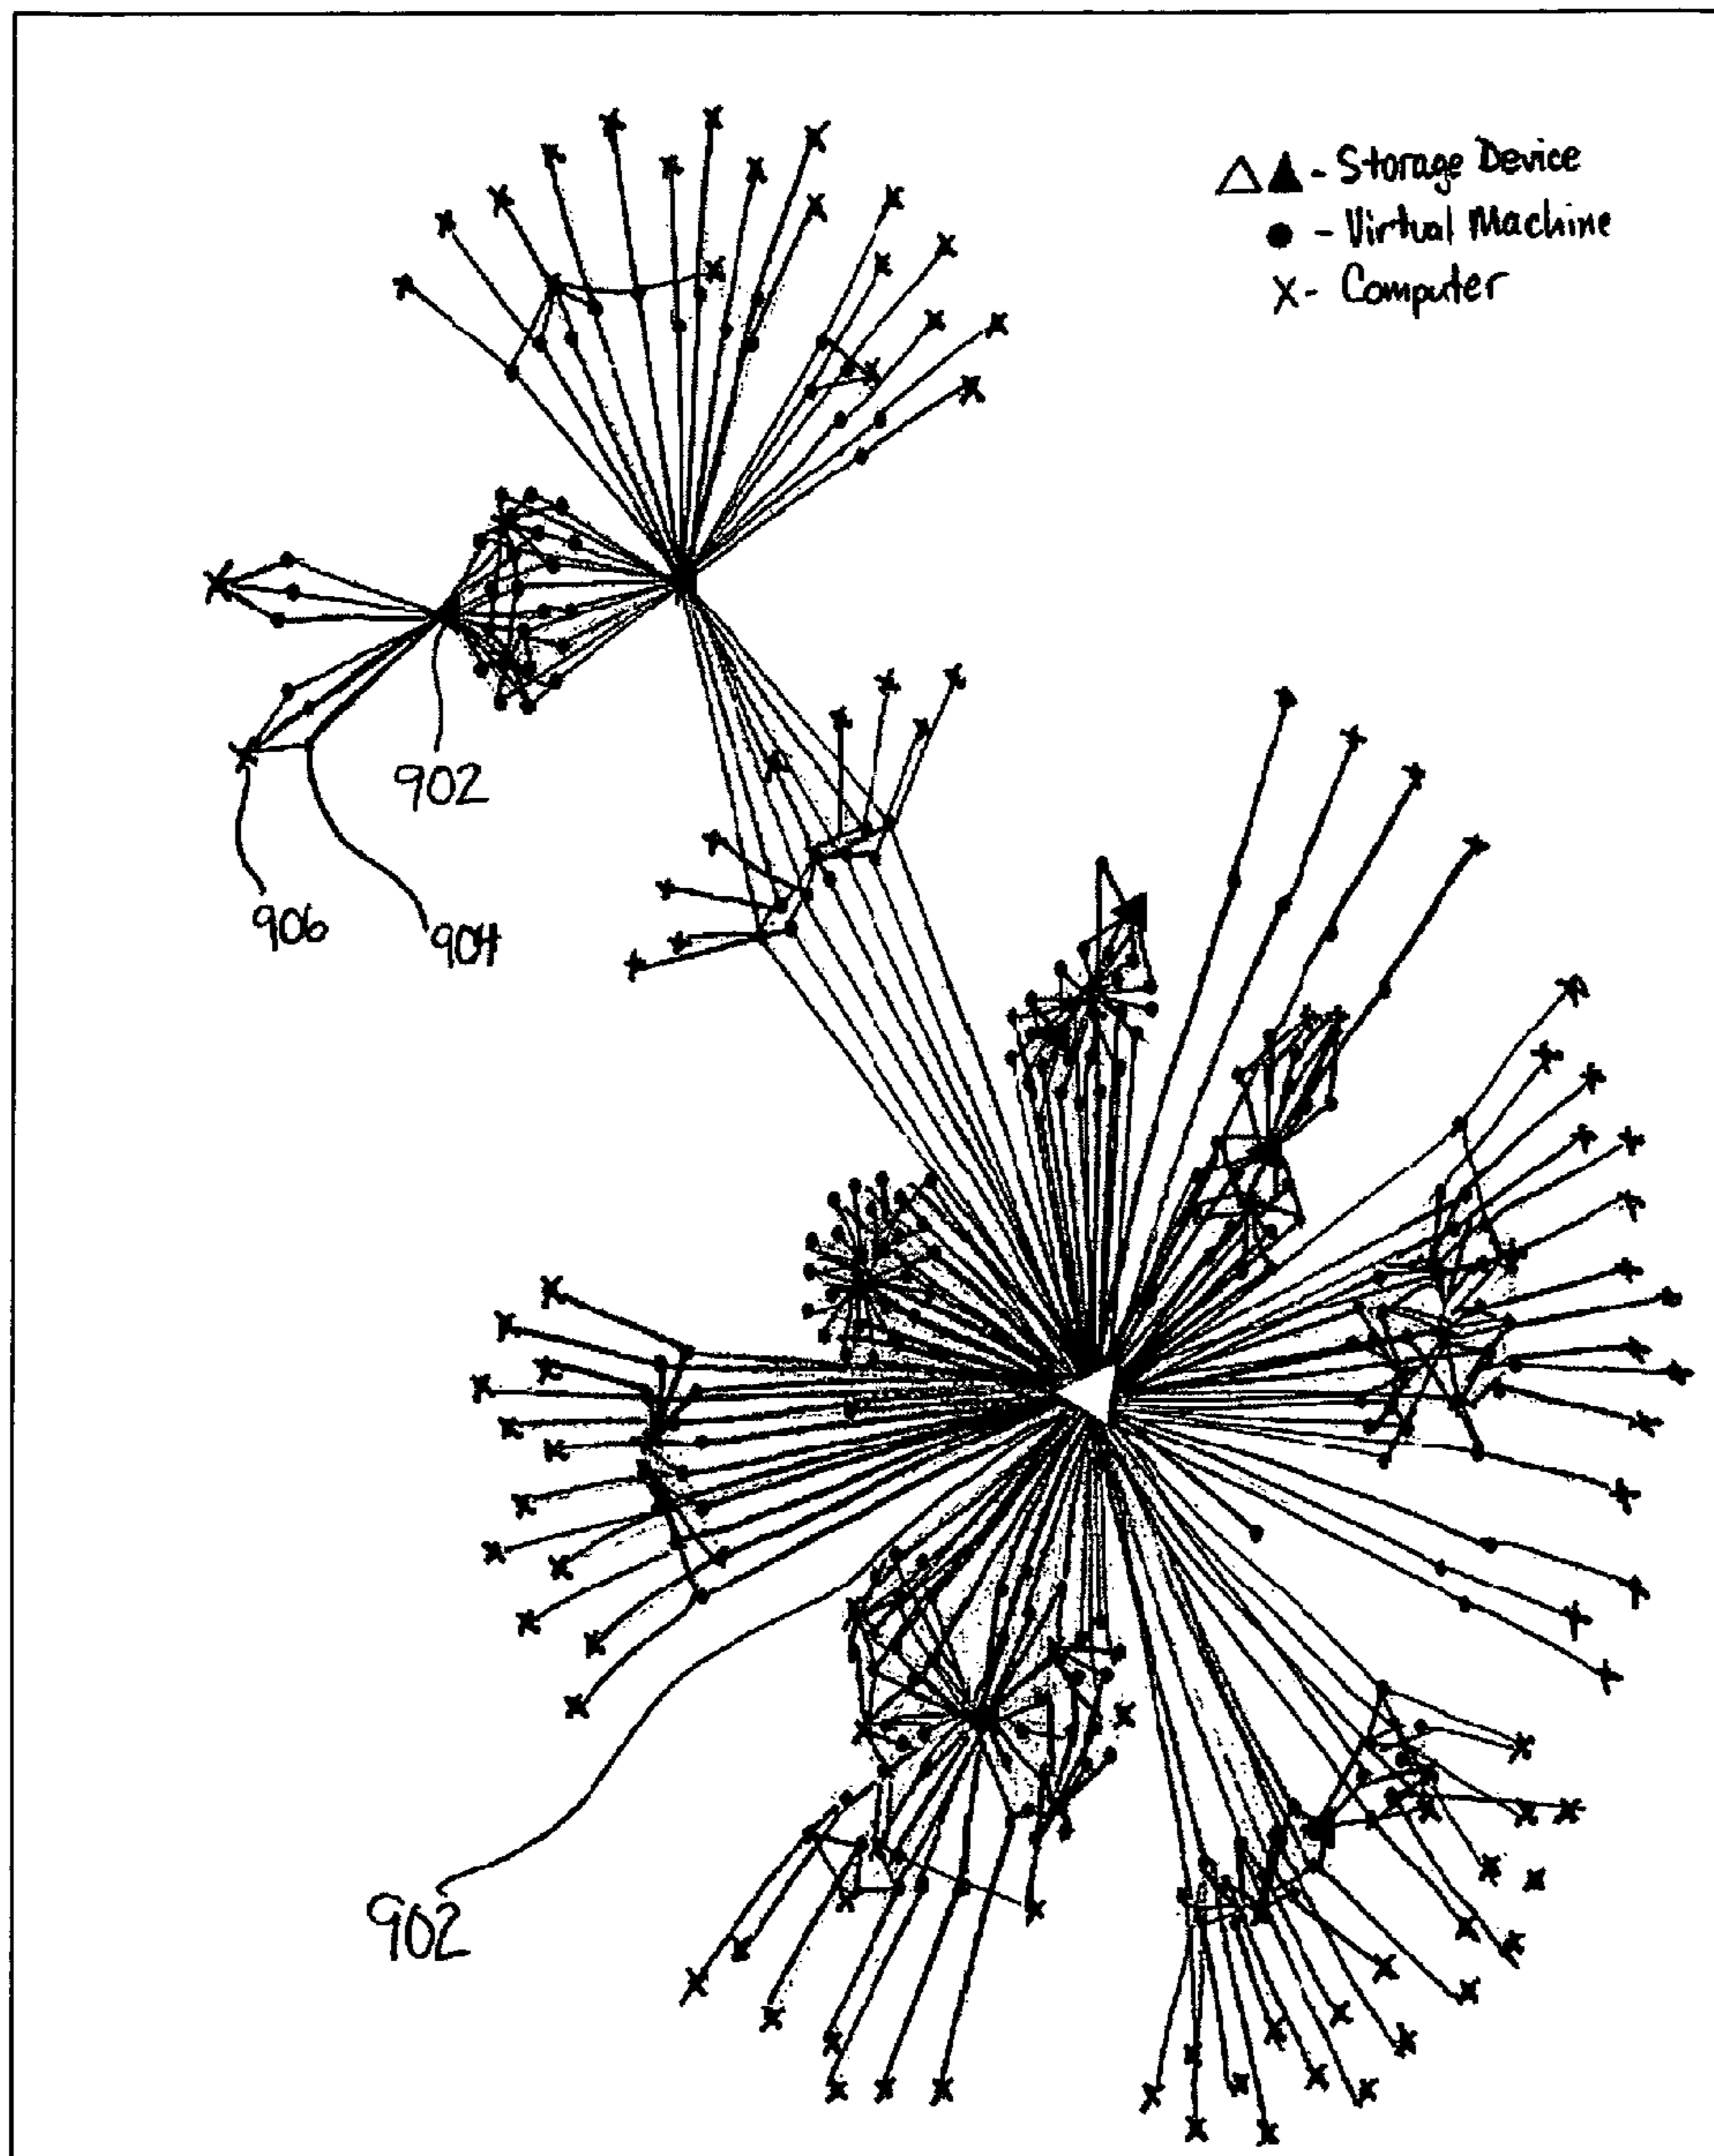 △▲ - Storage Device
● - Virtual Machine
X - Computer
902
906
904
902